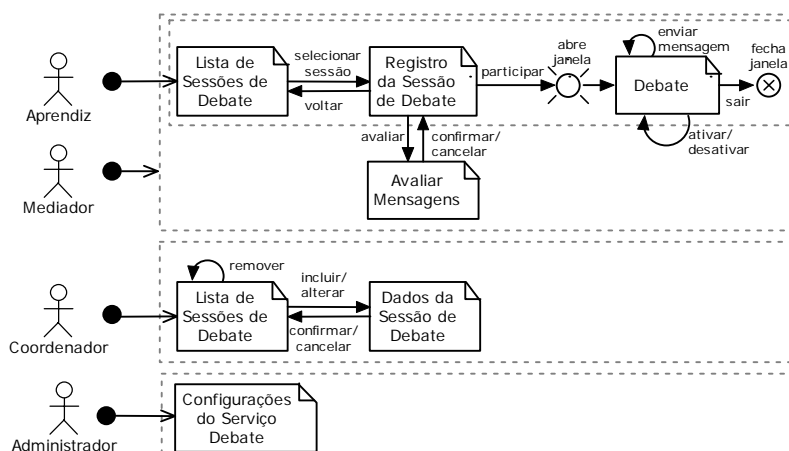 Aprendiz
Lista de
Sessões de
Debate
selecionar
sessão
voltar
Registro
da Sessão
de Debate
participar
abre
janela
enviar
mensagem
Debate
sair
fecha
janela
ativar/
desativar
avaliar
confirmar/
cancelar
Mediador
Avaliar
Mensagens
Coordenador
remover
Lista de
Sessões de
Debate
incluir/
alterar
confirmar/
cancelar
Dados da
Sessão de
Debate
Administrador
Configurações
do Serviço
Debate